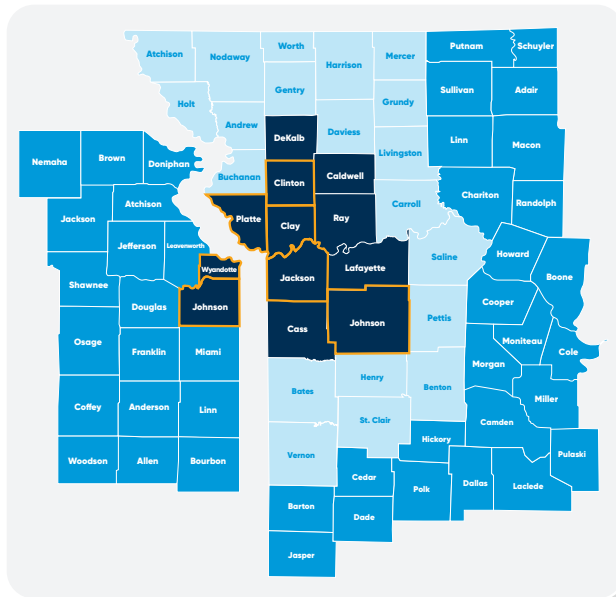 Worth
Putnam
Schuyler
Atchison
Nodaway
Harrison
Mercer
Gentry
Sullivan
Adair
Holt
Grundy
Andrew
Daviess
DeKalb
Linn
Macon
Livingston
Nemaha
Brown
Doniphan
Buchanan
Clinton
Caldwell
Chariton
Randolph
Atchison
Carroll
Jackson
Platte
Clay
Ray
Jefferson
Leavenworth
Howard
Saline
Wyandotte
Jackson
Lafayette
Boone
Shawnee
Douglas
Johnson
Cooper
Cass
Johnson
Pettis
Moniteau
Osage
Franklin
Miami
Cole
Morgan
Bates
Henry
Benton
Miller
Coffey
Anderson
Linn
St. Clair
Camden
Hickory
Vernon
Pulaski
Woodson
Allen
Bourbon
Cedar
Polk
Dallas
Laclede
Barton
Dade
Jasper